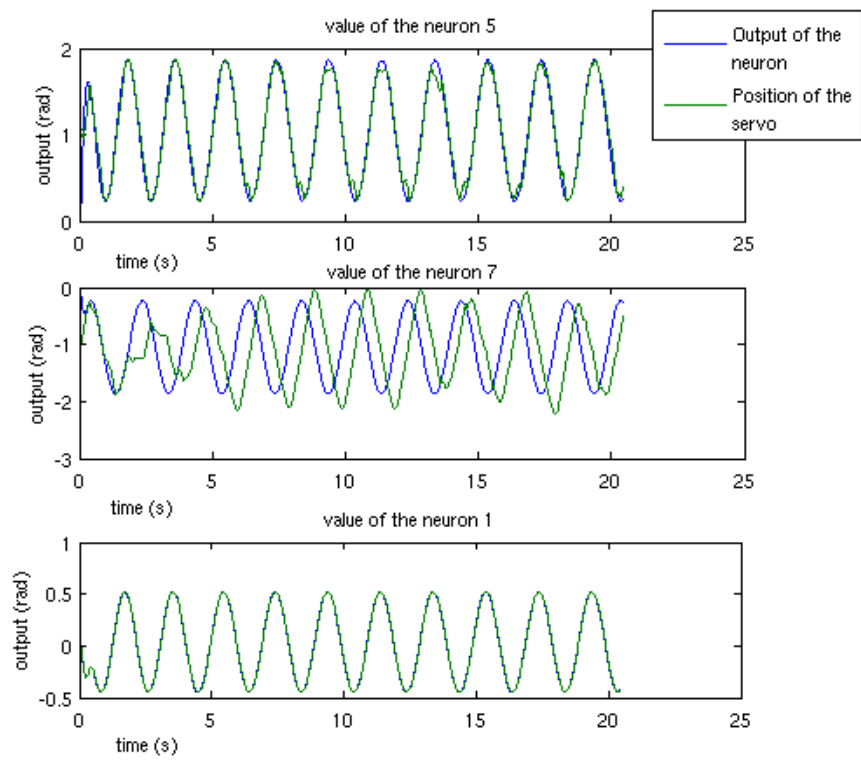 value of the neuron 5
Output of the
neuron
Position of the
servo
output (rad)
2
1
0
0 5 10 15 20 25
time (s)
value of the neuron 7
output (rad)
0
-1
-2
-3
0 5 10 15 20 25
time (s)
value of the neuron 1
output (rad)
1
0.5
0
-0.5
0 5 10 15 20 25
time (s)